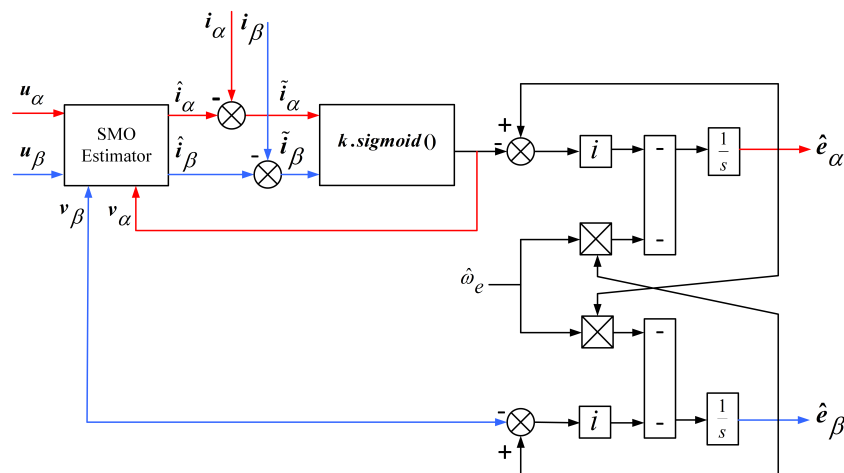 i_α i_β
u_α
î_α - ĩ_α
SMO
Estimator
k.sigmoid()
u_β
î_β - ĩ_β
v_β v_α
+
-
i
-
-
1
s
ê_α
ω̂_e
-
-
-
+
i
1
s
ê_β